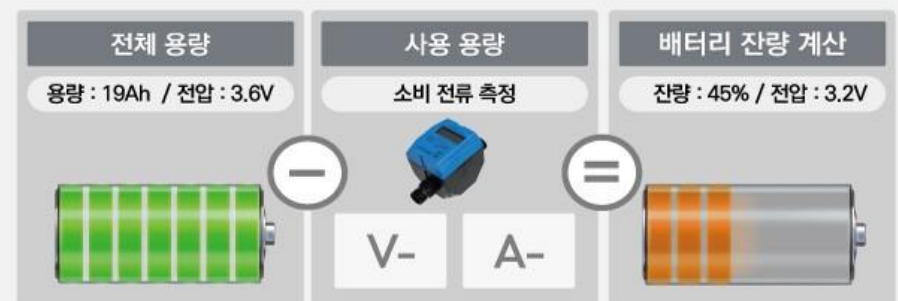 전체 용량
용량 : 19Ah / 전압 : 3.6V
사용 용량
소비 전류 측정
V-
A-
배터리 잔량 계산
잔량 : 45% / 전압 : 3.2V